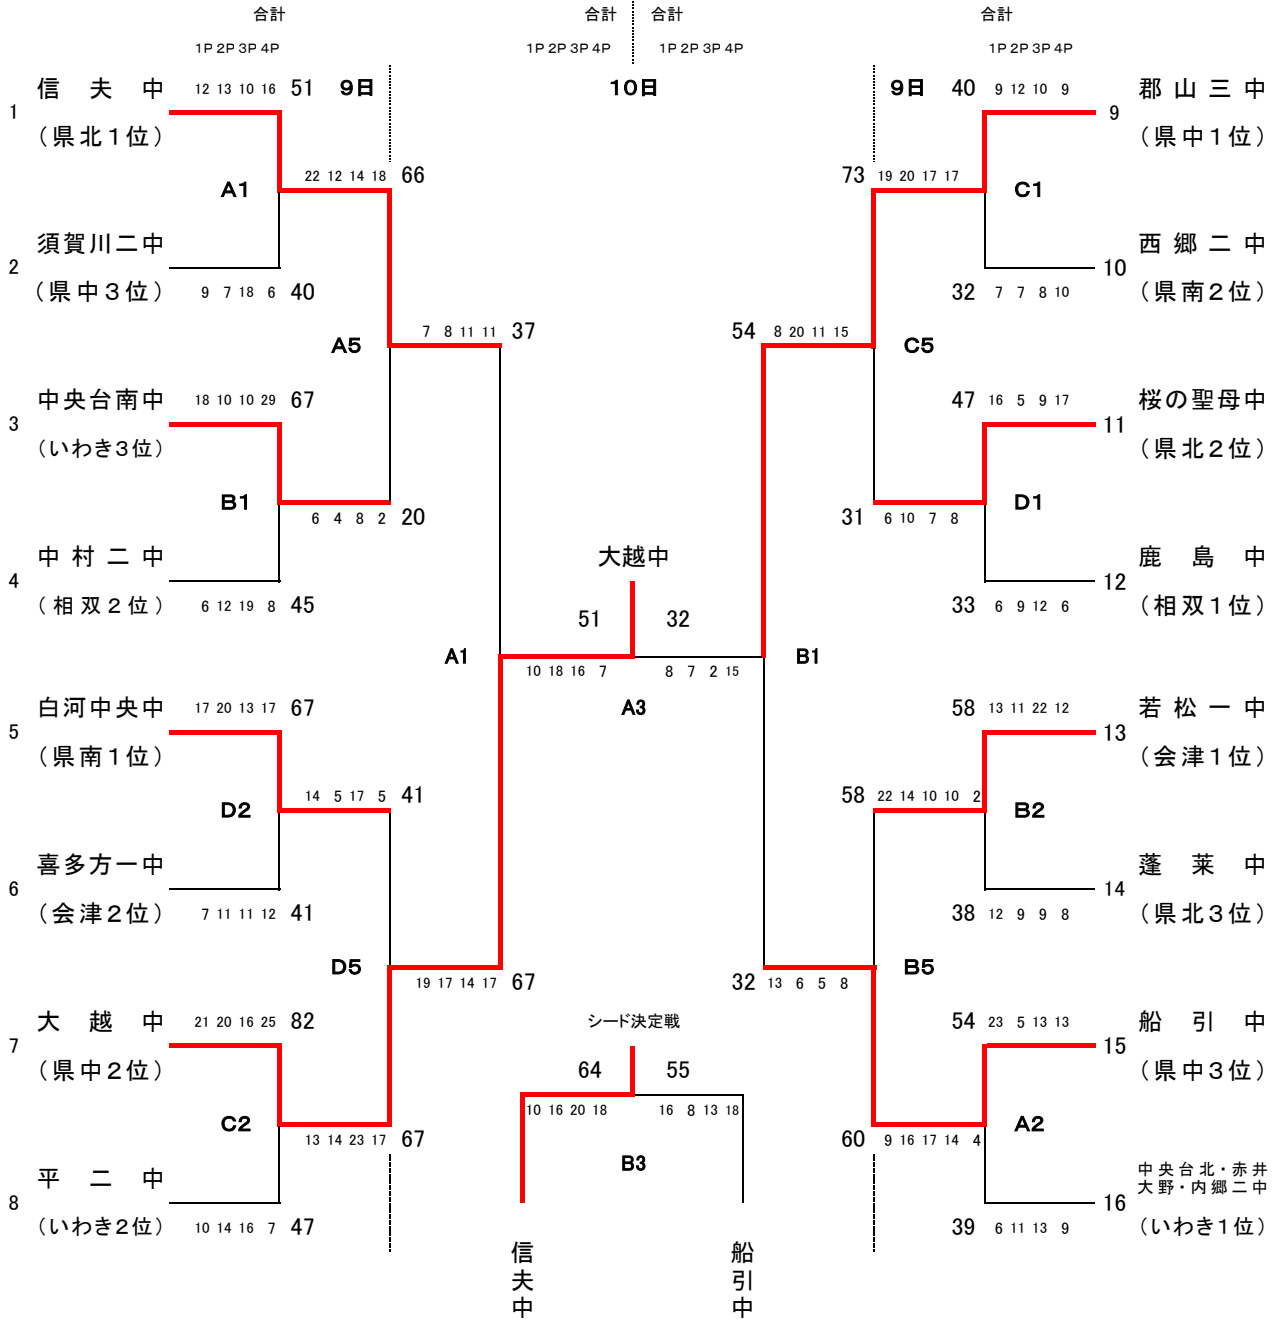 合計 合計 合計 合計
1P 2P 3P 4P 1P 2P 3P 4P 1P 2P 3P 4P 1P 2P 3P 4P
信夫中 12 13 10 16 51 9日 10日 9日 40 9 12 10 9 郡山三中
1 9
(県北1位) (県中1位)
22 12 14 18 66 73 19 20 17 17
A1 C1
須賀川二中 西郷二中
2 10
(県中3位) 9 7 18 6 40 32 7 7 8 10 (県南2位)
7 8 11 11 37 54 8 20 11 15
A5 C5
中央台南中 18 10 10 29 67 47 16 5 9 17 桜の聖母中
3 11
(いわき3位) (県北2位)
B1 D1
6 4 8 2 20 31 6 10 7 8
中村二中 大越中 鹿島中
4 12
(相双2位) 6 12 19 8 45 33 6 9 12 6 (相双1位)
51 32
A1 B1
10 18 16 7 8 7 2 15
白河中央中 17 20 13 17 67 A3 58 13 11 22 12 若松一中
5 13
(県南1位) (会津1位)
14 5 17 5 41 58 22 14 10 10 2
D2 B2
喜多方一中 蓬莱中
6 14
(会津2位) 7 11 11 12 41 38 12 9 9 8 (県北3位)
D5 B5
19 17 14 17 67 32 13 6 5 8
大越中 21 20 16 25 82 シード決定戦 54 23 5 13 13 船引中
7 15
(県中2位) 64 55 (県中3位)
10 16 20 18 16 8 13 18
C2 A2
13 14 23 17 67 60 9 16 17 14 4
B3
平二中 中央台北・赤井
大野・内郷二中
8 16
(いわき2位) 10 14 16 7 47 39 6 11 13 9 (いわき1位)
信夫中 船引中